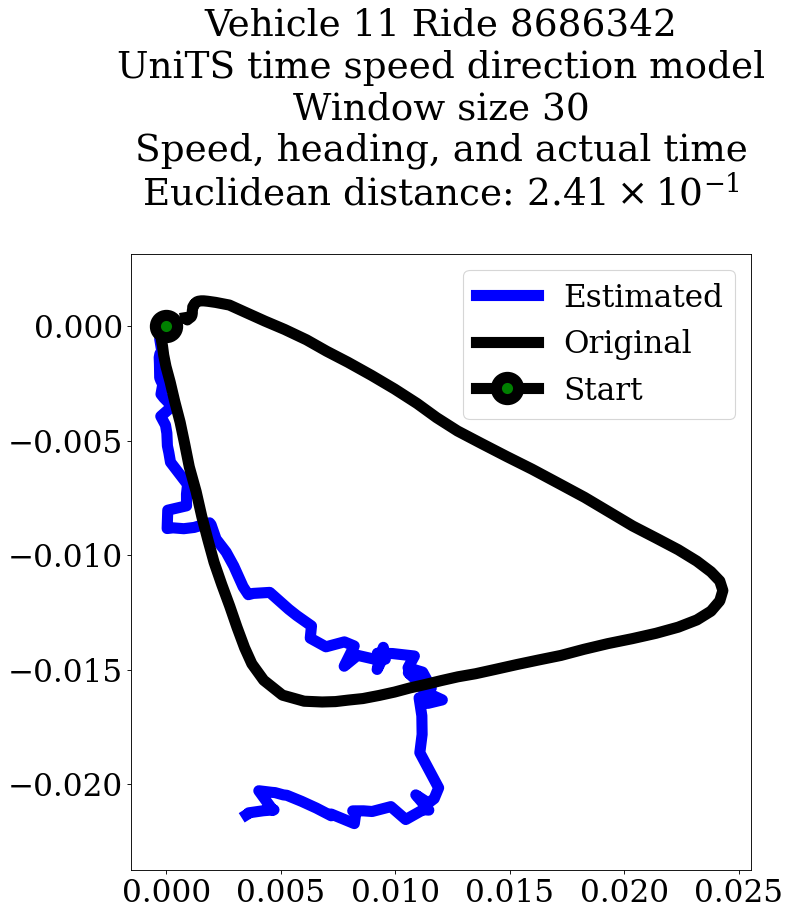 Vehicle 11 Ride 8686342
UniTS time speed direction model
Window size 30
Speed, heading, and actual time
Euclidean distance: 2.41 × 10⁻¹
Estimated
Original
Start
0.000
−0.005
−0.010
−0.015
−0.020
0.000 0.005 0.010 0.015 0.020 0.025